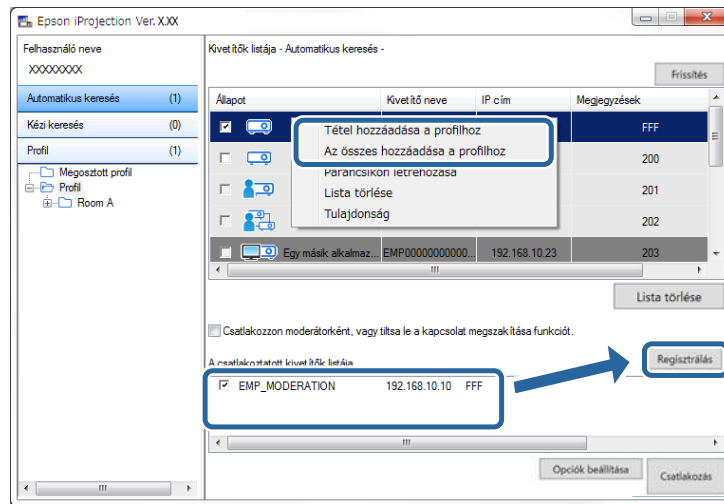 Epson iProjection Ver. X.XX
Felhasználó neve
XXXXXXXX
Automatikus keresés (1)
Kézi keresés (0)
Profil (1)
Megosztott profil
Profil
Room A
Kivetítők listája - Automatikus keresés -
Frissítés
Állapot Kivetítő neve IP cím Megjegyzések
FFF
Tétel hozzáadása a profilhoz
Az összes hozzáadása a profilhoz
200
Parancsikon létrehozása
Lista törlése
201
Tulajdonság
202
Egy másik alkalmaz... EMP00000000000... 192.168.10.23 203
Lista törlése
Csatlakozzon moderátorként, vagy tiltsa le a kapcsolat megszakítása funkciót.
A csatlakoztatott kivetítők listája
Regisztrálás
EMP_MODERATION 192.168.10.10 FFF
Opciók beállítása
Csatlakozás